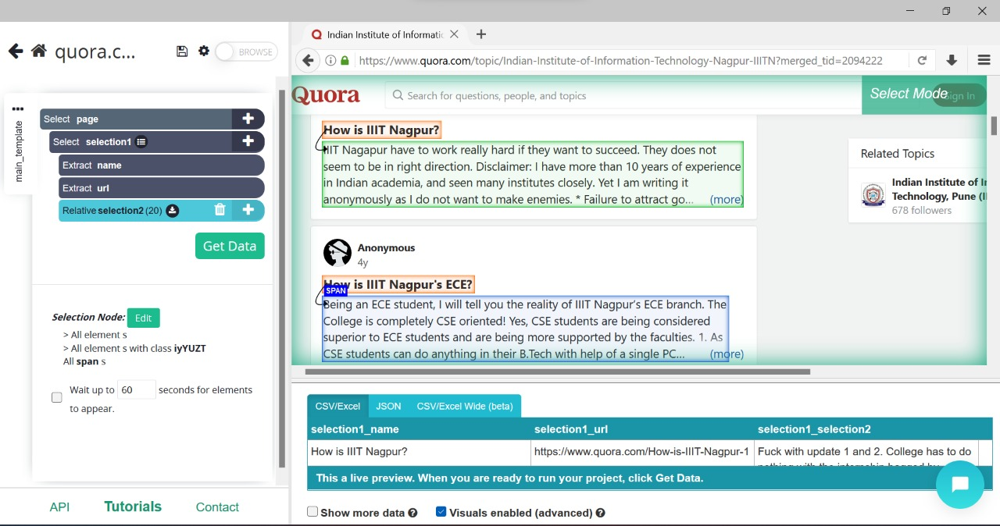 quora.c...
BROWSE
main_template
Select page
Select selection1
Extract name
Extract url
Relative selection2 (20)
Get Data
Selection Node: Edit
> All element s
> All element s with class iyYUZT
All span s
Wait up to 60 seconds for elements
to appear.
API Tutorials Contact
Indian Institute of Informatic
https://www.quora.com/topic/Indian-Institute-of-Information-Technology-Nagpur-IIITN?merged_tid=2094222
Quora
Search for questions, people, and topics
Select Mode
Sign In
How is IIIT Nagpur?
IIT Nagapur have to work really hard if they want to succeed. They does not
seem to be in right direction. Disclaimer: I have more than 10 years of experience
in Indian academia, and seen many institutes closely. Yet I am writing it
anonymously as I do not want to make enemies. * Failure to attract go... (more)
Related Topics
Indian Institute of In
Technology, Pune (II
678 followers
Anonymous
4y
How is IIIT Nagpur's ECE?
SPAN
Being an ECE student, I will tell you the reality of IIIT Nagpur's ECE branch. The
College is completely CSE oriented! Yes, CSE students are being considered
superior to ECE students and are being more supported by the faculties. 1. As
CSE students can do anything in their B.Tech with help of a single PC... (more)
CSV/Excel JSON CSV/Excel Wide (beta)
selection1_name selection1_url selection1_selection2
How is IIIT Nagpur? https://www.quora.com/How-is-IIIT-Nagpur-1 Fuck with update 1 and 2. College has to do
nothing with the internship bagged by
This a live preview. When you are ready to run your project, click Get Data.
Show more data Visuals enabled (advanced)